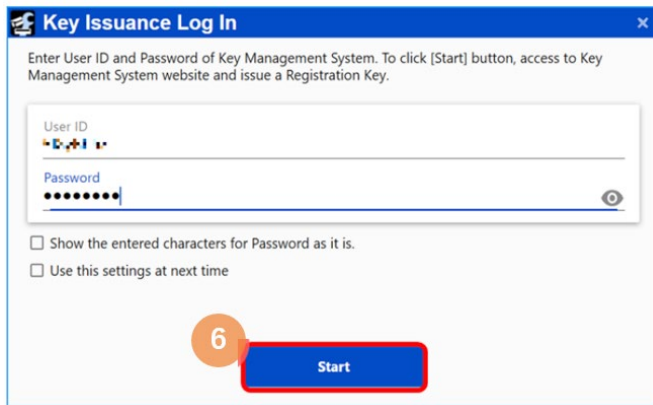 Key Issuance Log In
Enter User ID and Password of Key Management System. To click [Start] button, access to Key
Management System website and issue a Registration Key.
User ID
Password
Show the entered characters for Password as it is.
Use this settings at next time
6
Start